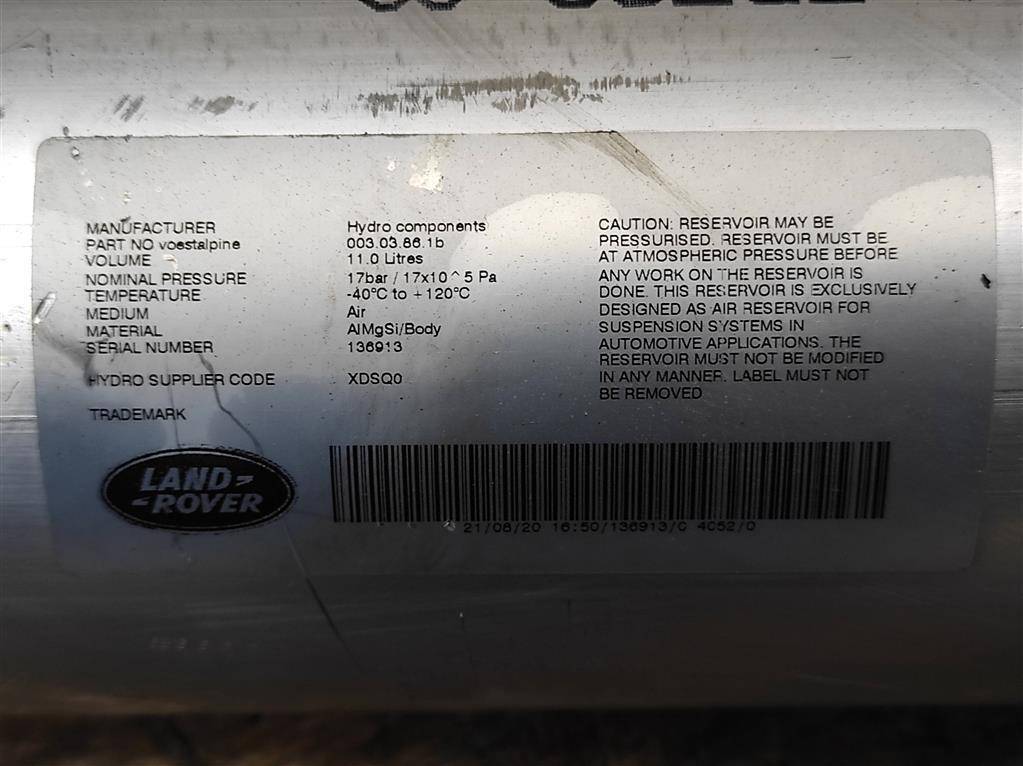 MANUFACTURER Hydro components
PART NO voestalpine 003.03.86.1b
VOLUME 11.0 Litres
NOMINAL PRESSURE 17bar / 17x10^5 Pa
TEMPERATURE -40°C to +120°C
MEDIUM Air
MATERIAL AlMgSi/Body
SERIAL NUMBER 136913
HYDRO SUPPLIER CODE XDSQ0
TRADEMARK
LAND
ROVER
CAUTION: RESERVOIR MAY BE
PRESSURISED. RESERVOIR MUST BE
AT ATMOSPHERIC PRESSURE BEFORE
ANY WORK ON THE RESERVOIR IS
DONE. THIS RESERVOIR IS EXCLUSIVELY
DESIGNED AS AIR RESERVOIR FOR
SUSPENSION SYSTEMS IN
AUTOMOTIVE APPLICATIONS. THE
RESERVOIR MUST NOT BE MODIFIED
IN ANY MANNER. LABEL MUST NOT
BE REMOVED
21/08/20 16:50/136913/C 4052/0